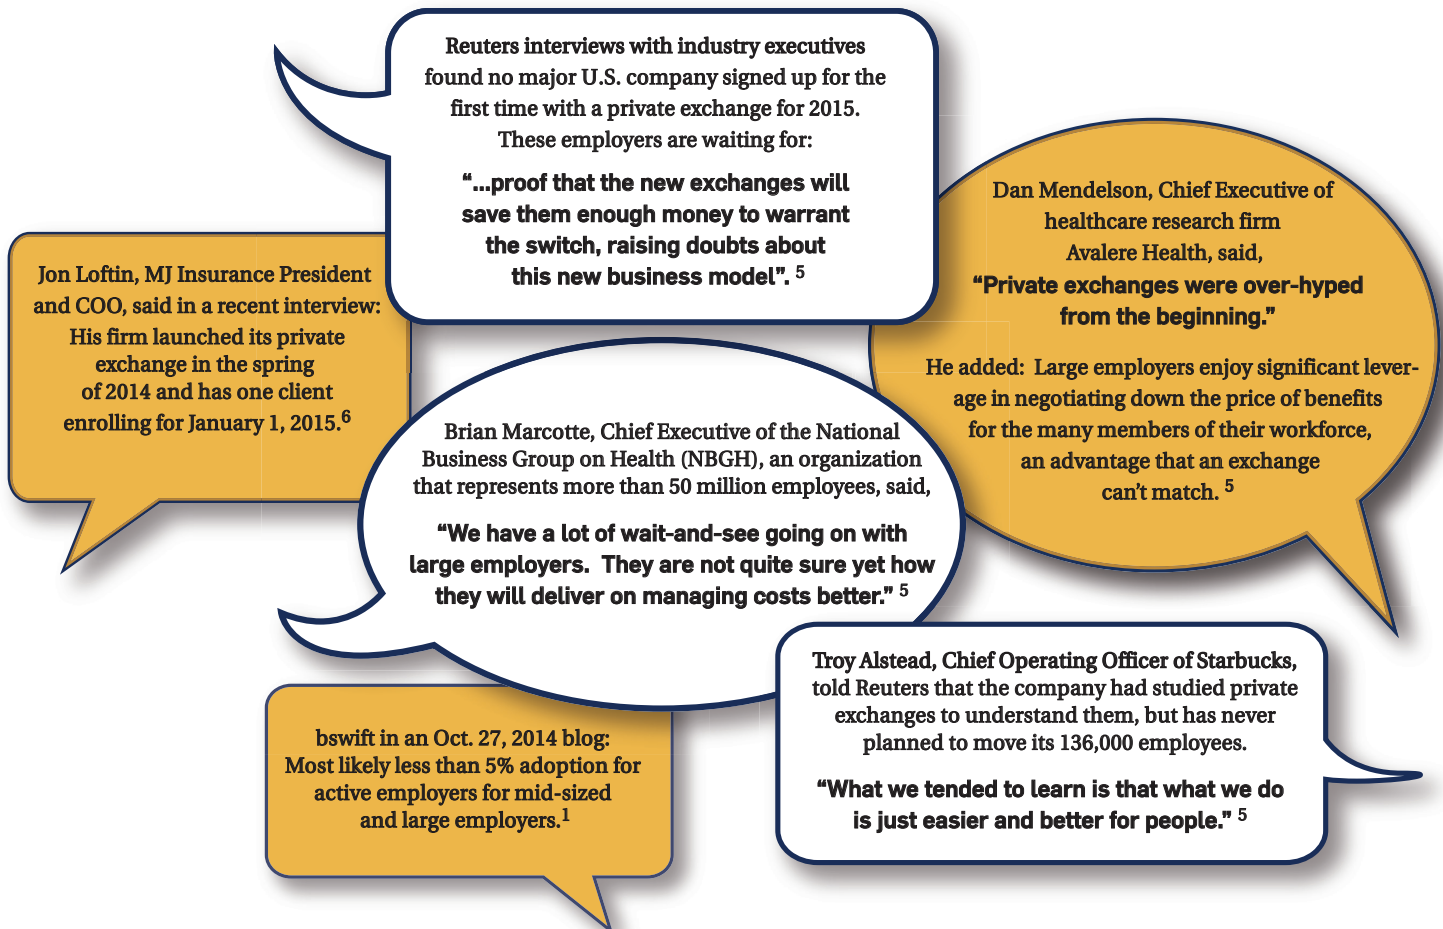 Reuters interviews with industry executives
found no major U.S. company signed up for the
first time with a private exchange for 2015.
These employers are waiting for:
“...proof that the new exchanges will
save them enough money to warrant
the switch, raising doubts about
this new business model”. 5
Dan Mendelson, Chief Executive of
healthcare research firm
Avalere Health, said,
“Private exchanges were over-hyped
from the beginning.”
He added:  Large employers enjoy significant lever-
age in negotiating down the price of benefits
for the many members of their workforce,
an advantage that an exchange
can’t match. 5
Jon Loftin, MJ Insurance President
and COO, said in a recent interview:
His firm launched its private
exchange in the spring
of 2014 and has one client
enrolling for January 1, 2015.6
Brian Marcotte, Chief Executive of the National
Business Group on Health (NBGH), an organization
that represents more than 50 million employees, said,
“We have a lot of wait-and-see going on with
large employers.  They are not quite sure yet how
they will deliver on managing costs better.” 5
Troy Alstead, Chief Operating Officer of Starbucks,
told Reuters that the company had studied private
exchanges to understand them, but has never
planned to move its 136,000 employees.
“What we tended to learn is that what we do
is just easier and better for people.” 5
bswift in an Oct. 27, 2014 blog:
Most likely less than 5% adoption for
active employers for mid-sized
and large employers.1